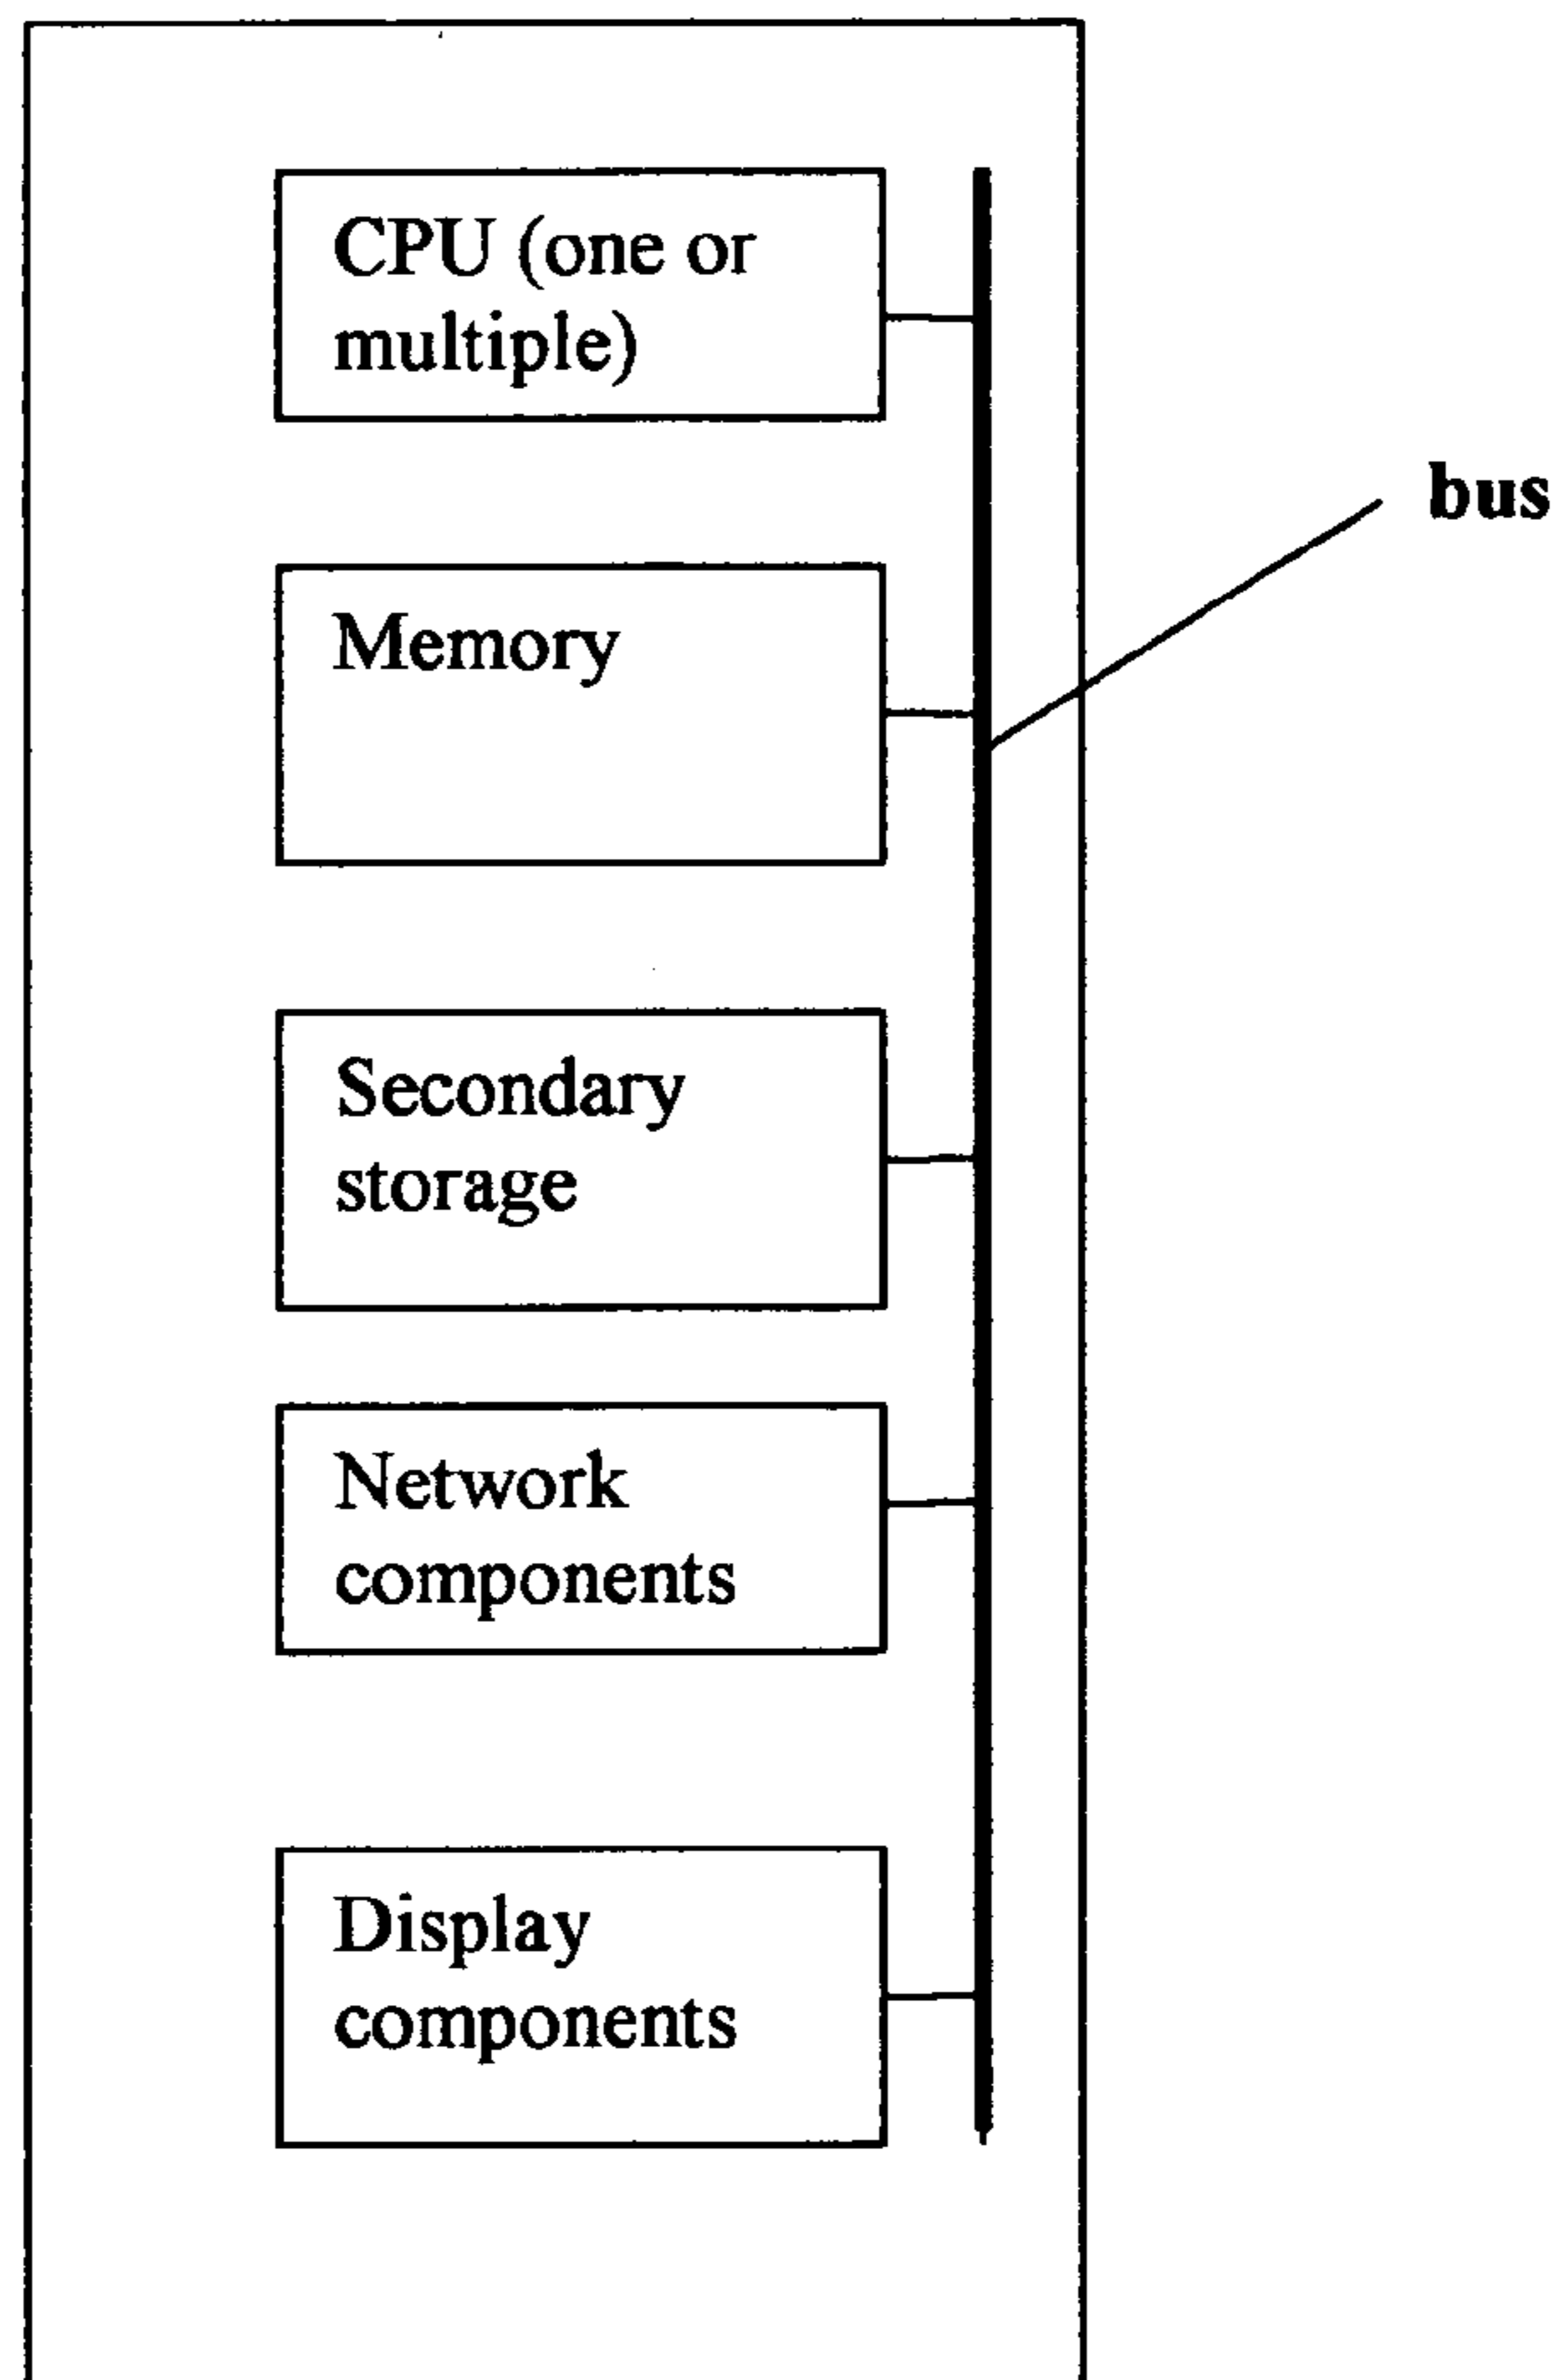 CPU (one or
multiple)
bus
Memory
Secondary
storage
Network
components
Display
components